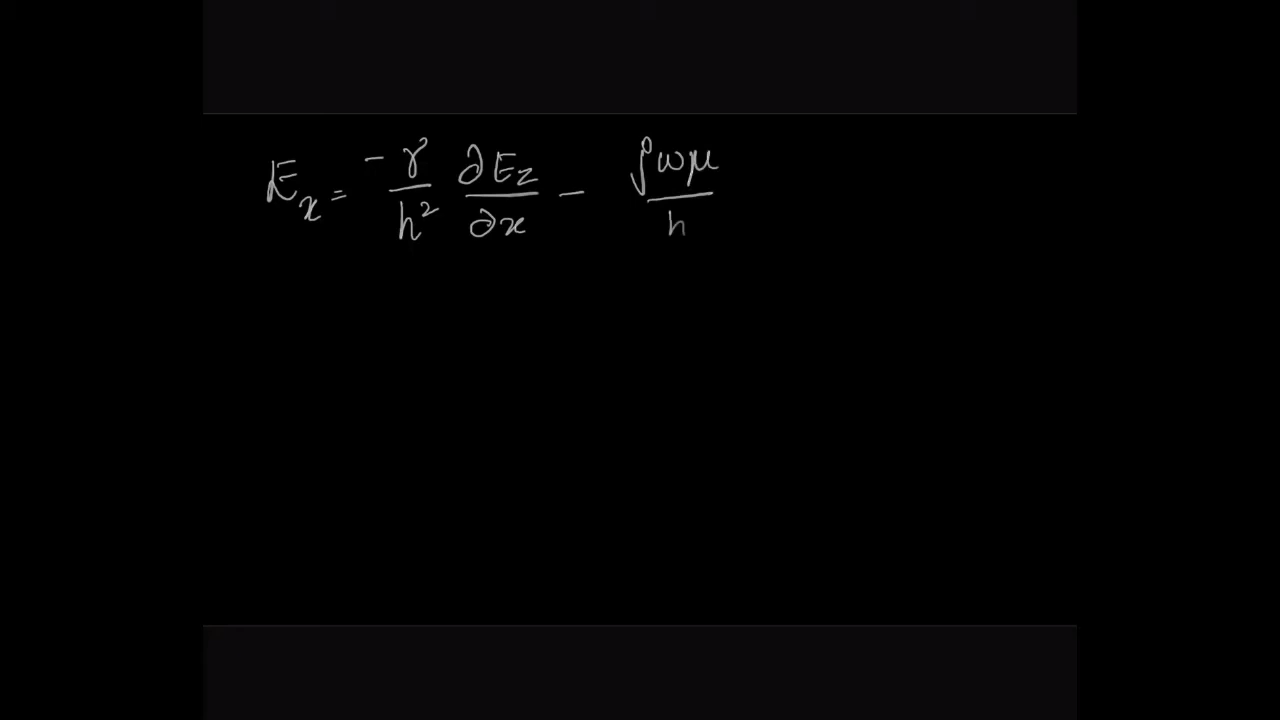 E_x = -γ/h² ∂E_z/∂x - jωμ/h